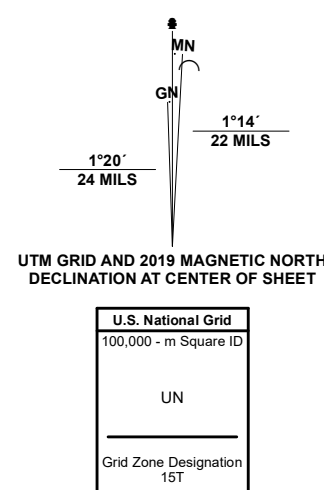 MN
GN
1°14´
22 MILS
1°20´
24 MILS
UTM GRID AND 2019 MAGNETIC NORTH
DECLINATION AT CENTER OF SHEET
U.S. National Grid
100,000 - m Square ID
UN
Grid Zone Designation
15T